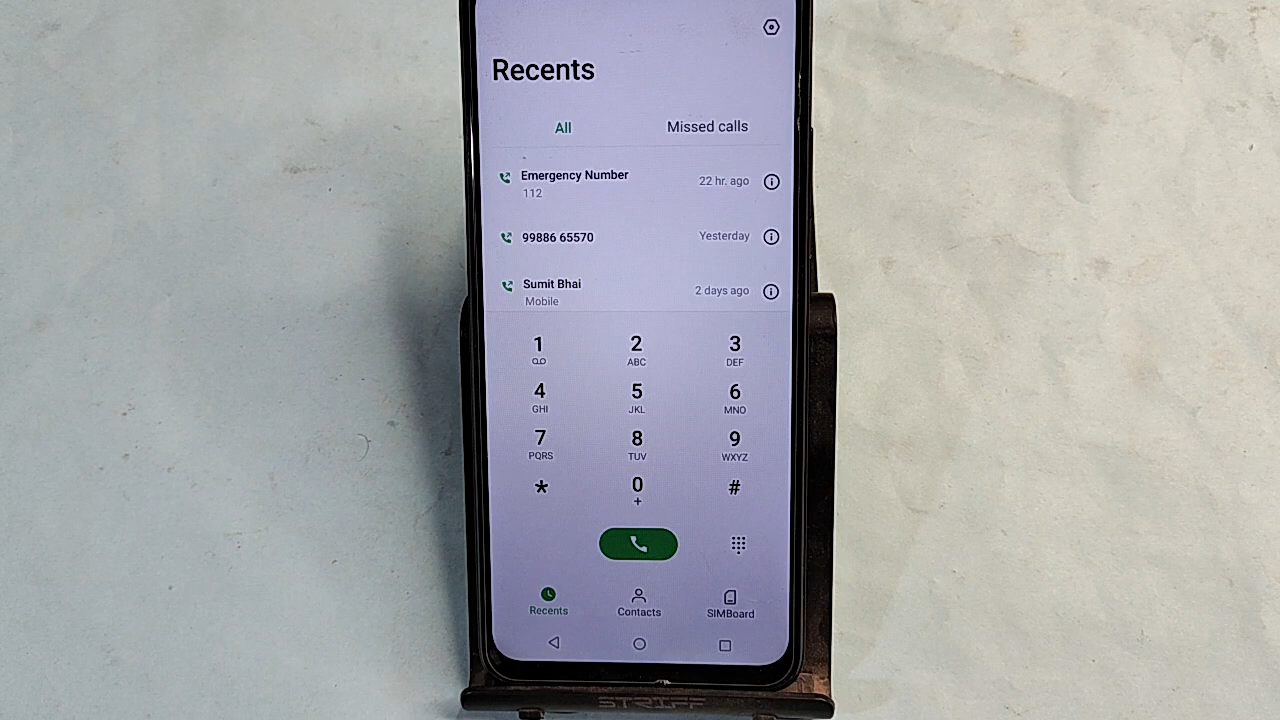 Recents
All Missed calls
Emergency Number 22 hr. ago
112
99886 65570 Yesterday
Sumit Bhai 2 days ago
Mobile
1 2 3
ABC DEF
4 5 6
GHI JKL MNO
7 8 9
PQRS TUV WXYZ
* 0 #
+
Recents Contacts SIMBoard
STRIFF